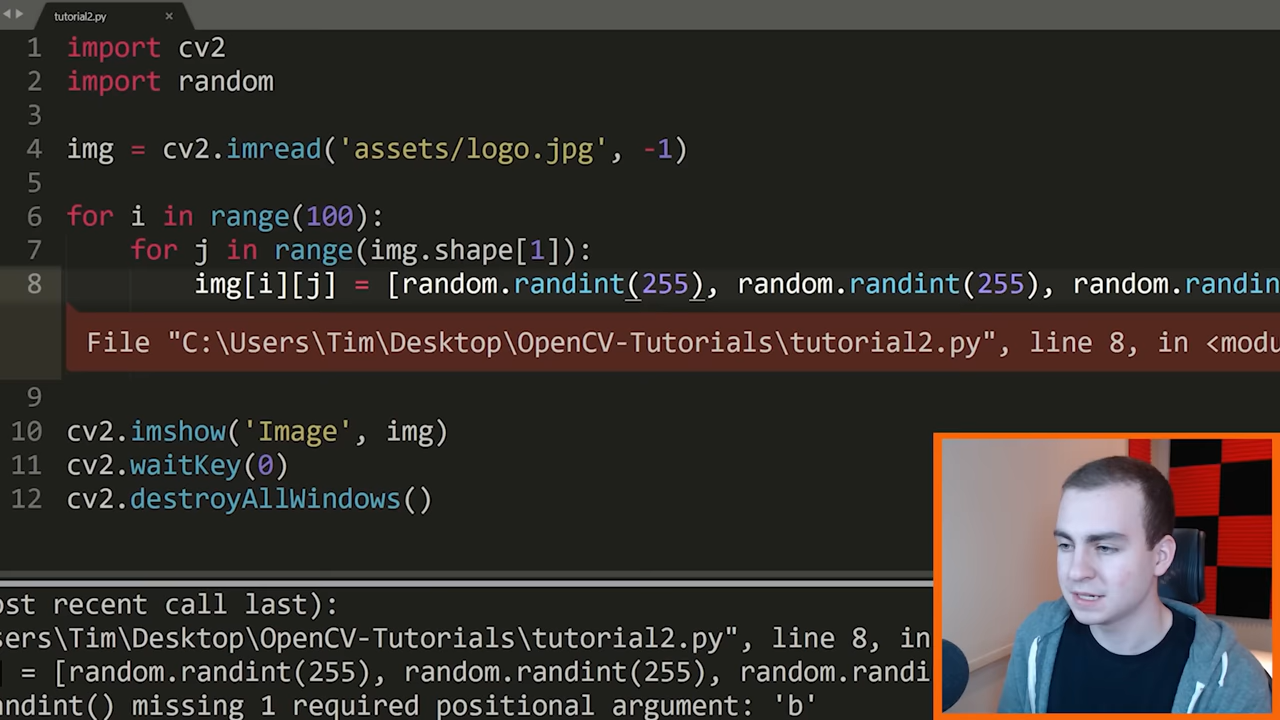 tutorial2.py ×
1 import cv2
2 import random
3
4 img = cv2.imread('assets/logo.jpg', -1)
5
6 for i in range(100):
7 for j in range(img.shape[1]):
8 img[i][j] = [random.randint(255), random.randint(255), random.randin
File "C:\Users\Tim\Desktop\OpenCV-Tutorials\tutorial2.py", line 8, in <modu
9
10 cv2.imshow('Image', img)
11 cv2.waitKey(0)
12 cv2.destroyAllWindows()
ost recent call last):
sers\Tim\Desktop\OpenCV-Tutorials\tutorial2.py", line 8, in
= [random.randint(255), random.randint(255), random.randi
andint() missing 1 required positional argument: 'b'